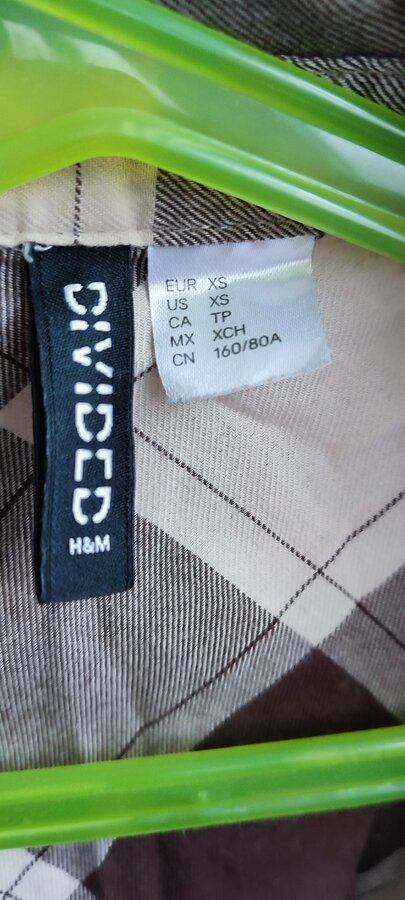 DIVIDED
H&M
EUR XS
US XS
CA TP
MX XCH
CN 160/80A